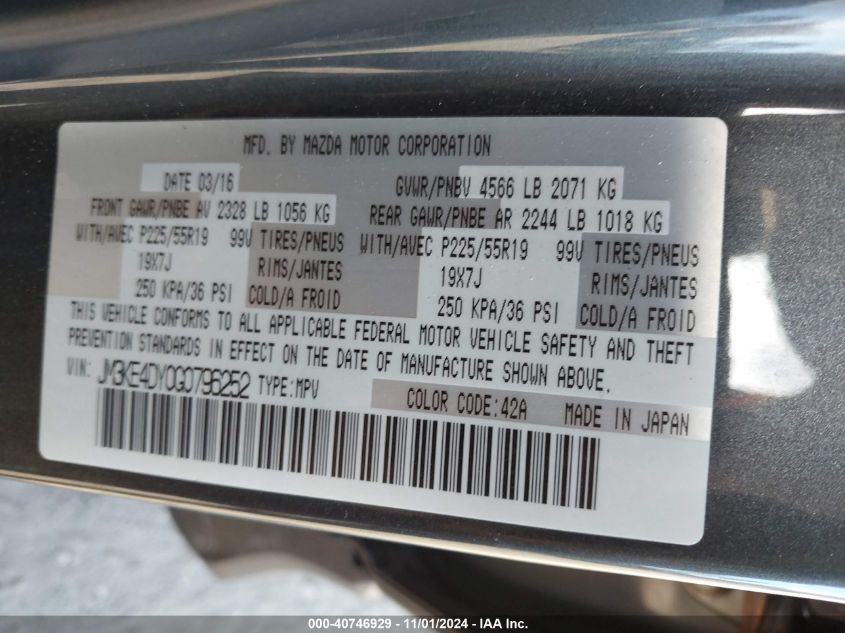 MFD. BY MAZDA MOTOR CORPORATION
DATE 03/16 GVWR/PNBV 4566 LB 2071 KG
FRONT GAWR/PNBE AV 2328 LB 1056 KG REAR GAWR/PNBE AR 2244 LB 1018 KG
WITH/AVEC P225/55R19 99V TIRES/PNEUS WITH/AVEC P225/55R19 99V TIRES/PNEUS
19X7J RIMS/JANTES 19X7J RIMS/JANTES
250 KPA/36 PSI COLD/A FROID 250 KPA/36 PSI COLD/A FROID
THIS VEHICLE CONFORMS TO ALL APPLICABLE FEDERAL MOTOR VEHICLE SAFETY AND THEFT
PREVENTION STANDARDS IN EFFECT ON THE DATE OF MANUFACTURE SHOWN ABOVE.
VIN: JM3KE4DY0G0796252 TYPE:MPV
COLOR CODE:42A MADE IN JAPAN
000-40746929 - 11/01/2024 - IAA Inc.